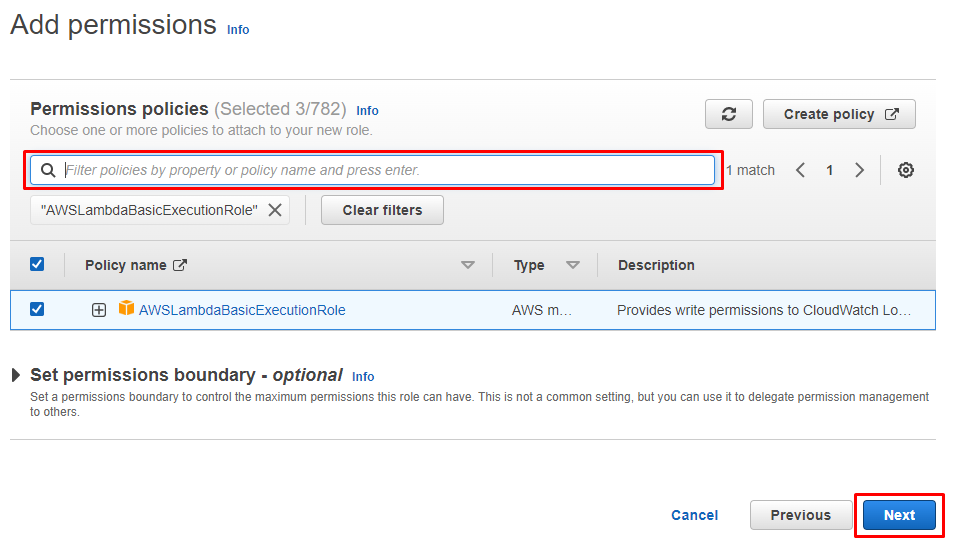 Add permissions Info
Permissions policies (Selected 3/782) Info
Choose one or more policies to attach to your new role.
Create policy
Filter policies by property or policy name and press enter.
1 match
1
"AWSLambdaBasicExecutionRole"
Clear filters
Policy name
Type
Description
AWSLambdaBasicExecutionRole
AWS m...
Provides write permissions to CloudWatch Lo...
Set permissions boundary - optional Info
Set a permissions boundary to control the maximum permissions this role can have. This is not a common setting, but you can use it to delegate permission management
to others.
Cancel
Previous
Next